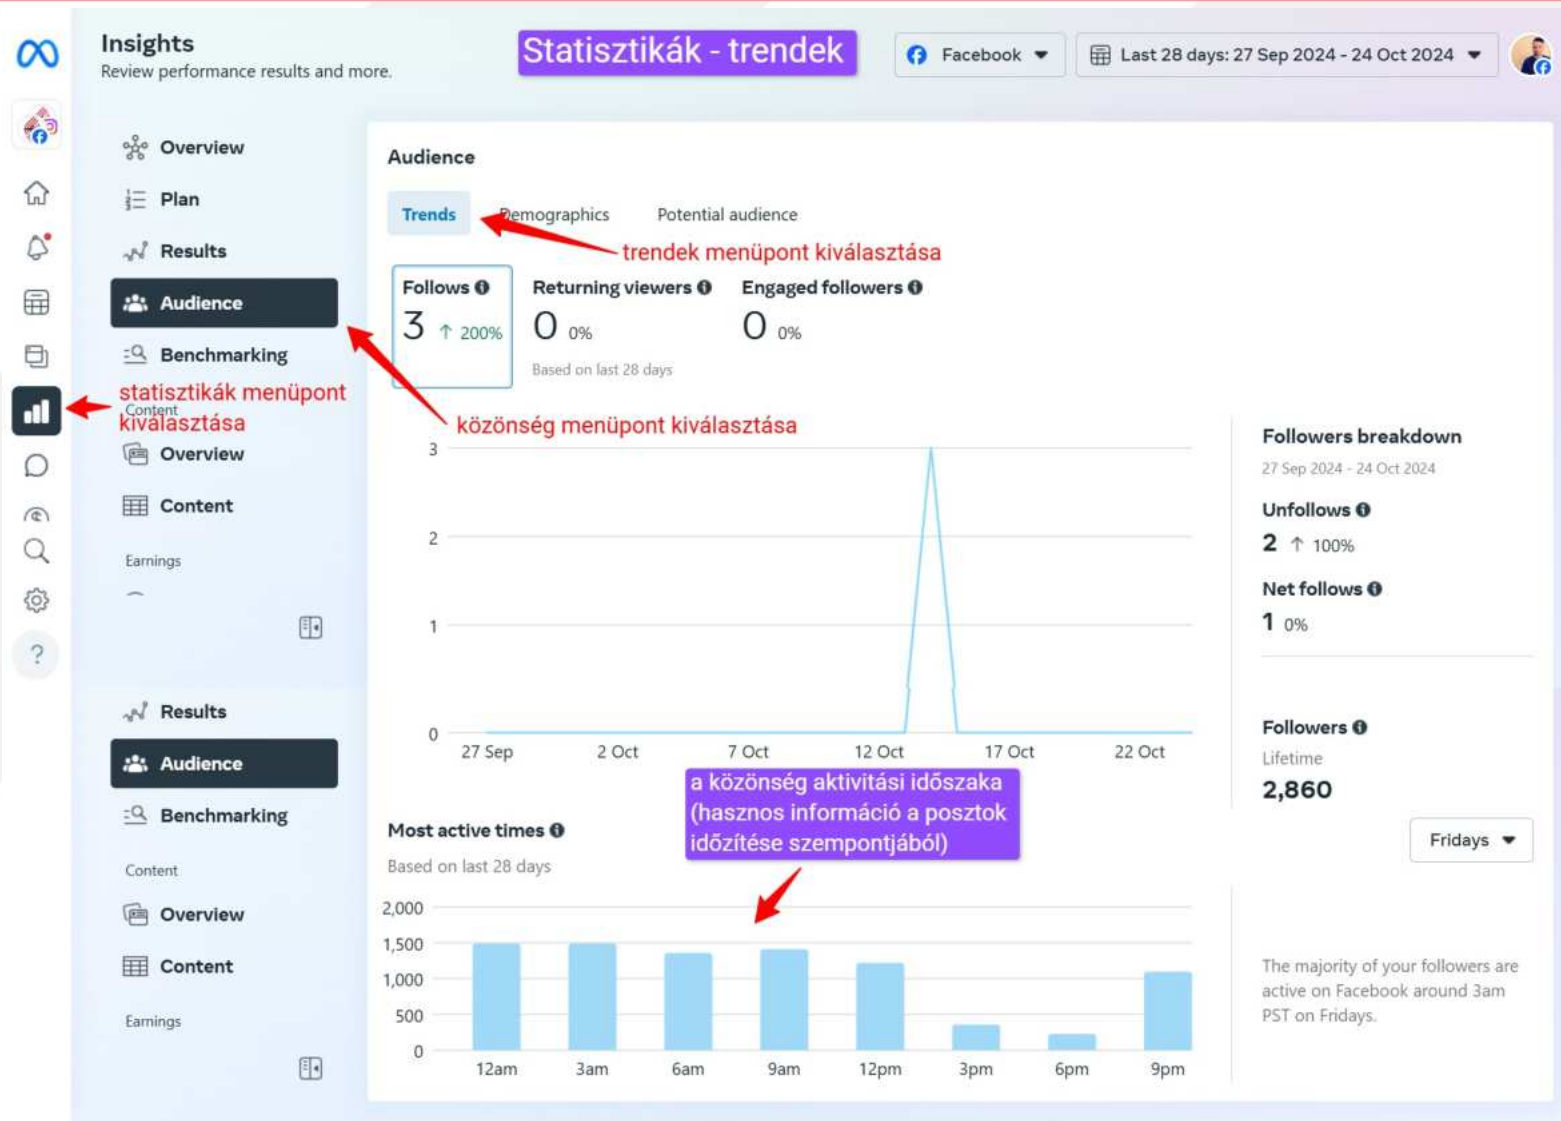 Insights
Review performance results and more.
Statisztikák - trendek
Facebook
Last 28 days: 27 Sep 2024 - 24 Oct 2024
Overview
Plan
Results
Audience
Benchmarking
statisztikák menüpont
kiválasztása
Content
Overview
Content
Earnings
?
Results
Audience
Benchmarking
Content
Overview
Content
Earnings
Audience
Trends
Demographics
Potential audience
trendek menüpont kiválasztása
Follows
3 ↑ 200%
Returning viewers
0 0%
Based on last 28 days
Engaged followers
0 0%
közönség menüpont kiválasztása
3
2
1
0
27 Sep
2 Oct
7 Oct
12 Oct
17 Oct
22 Oct
Followers breakdown
27 Sep 2024 - 24 Oct 2024
Unfollows
2 ↑ 100%
Net follows
1 0%
Followers
Lifetime
2,860
a közönség aktivitási időszaka
(hasznos információ a posztok
időzítése szempontjából)
Most active times
Based on last 28 days
Fridays
2,000
1,500
1,000
500
0
12am
3am
6am
9am
12pm
3pm
6pm
9pm
The majority of your followers are
active on Facebook around 3am
PST on Fridays.